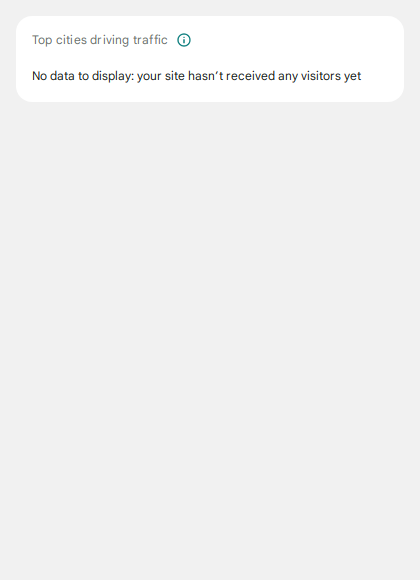 Top cities driving traffic
No data to display: your site hasn’t received any visitors yet